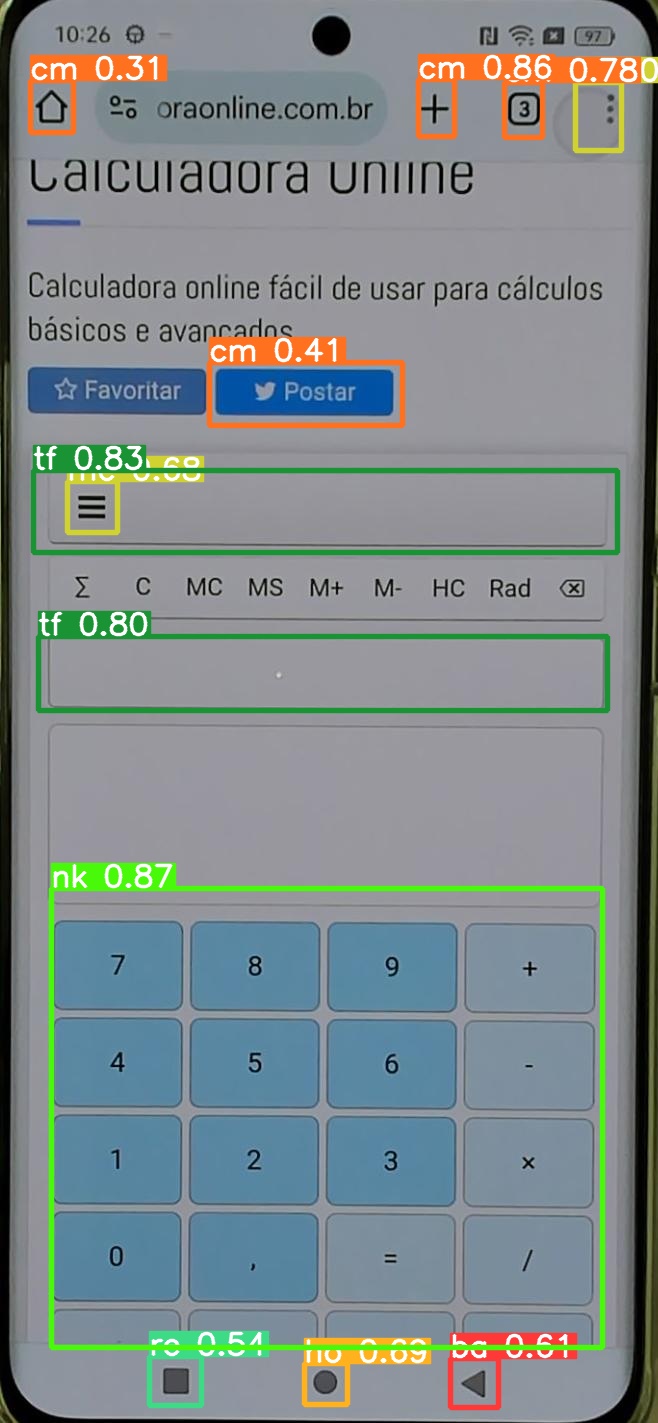 10:26 97
cm 0.31 cm 0.86 0.780
oraonline.com.br 3
Calculadora Online
Calculadora online fácil de usar para cálculos
básicos e avançados
cm 0.41
Favoritar Postar
tf 0.83 0.68
Σ C MC MS M+ M- HC Rad
tf 0.80
nk 0.87
7 8 9 +
4 5 6 -
1 2 3 ×
0 , = /
re 0.54 ho 0.69 ba 0.61